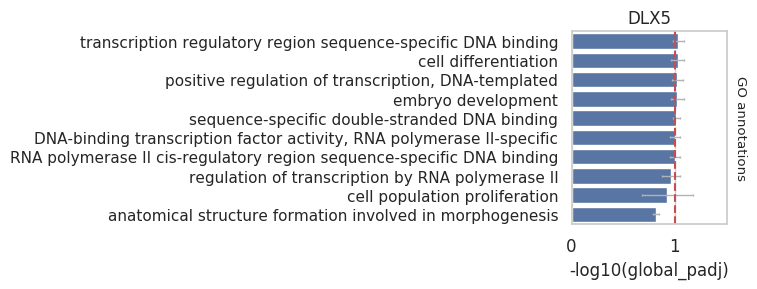 DLX5
transcription regulatory region sequence-specific DNA binding
cell differentiation
positive regulation of transcription, DNA-templated
embryo development
sequence-specific double-stranded DNA binding
DNA-binding transcription factor activity, RNA polymerase II-specific
RNA polymerase II cis-regulatory region sequence-specific DNA binding
regulation of transcription by RNA polymerase II
cell population proliferation
anatomical structure formation involved in morphogenesis
GO annotations
0 1
-log10(global_padj)